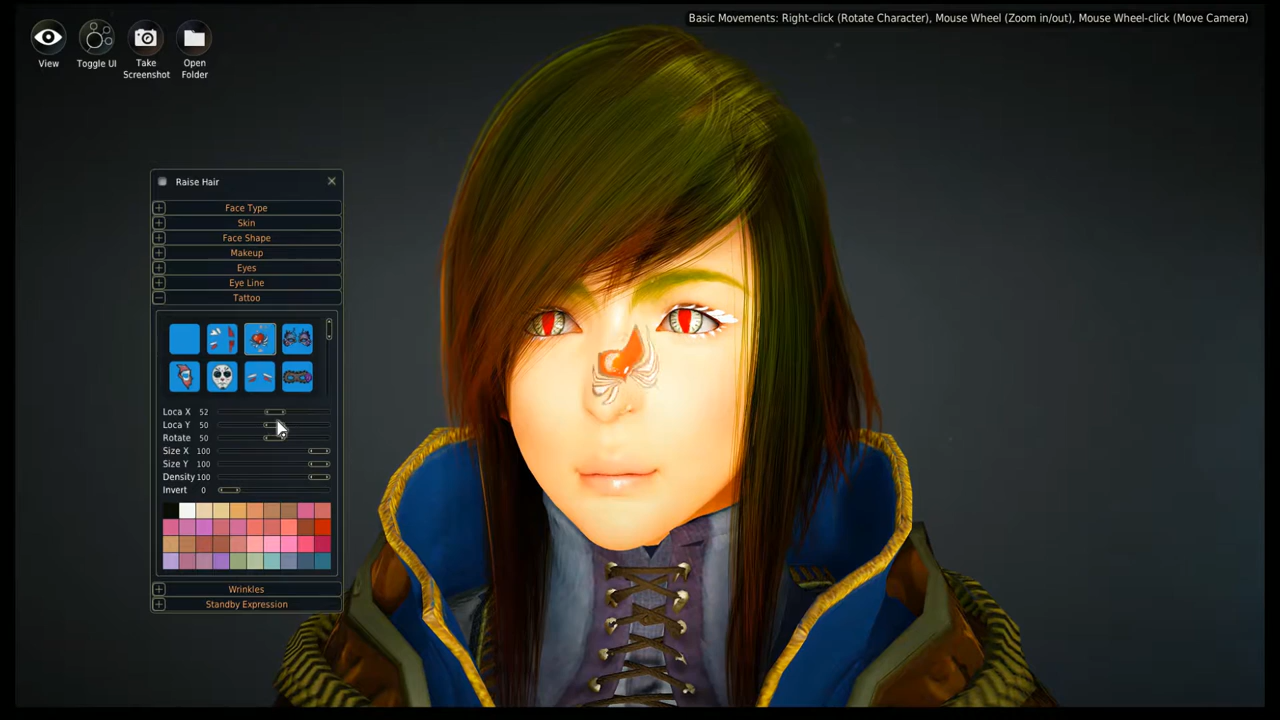 Basic Movements: Right-click (Rotate Character), Mouse Wheel (Zoom in/out), Mouse Wheel-click (Move Camera)
View
Toggle UI
Take Screenshot
Open Folder
Raise Hair
Face Type
Skin
Face Shape
Makeup
Eyes
Eye Line
Tattoo
Loca X 52
Loca Y 50
Rotate 50
Size X 100
Size Y 100
Density 100
Invert 0
Wrinkles
Standby Expression